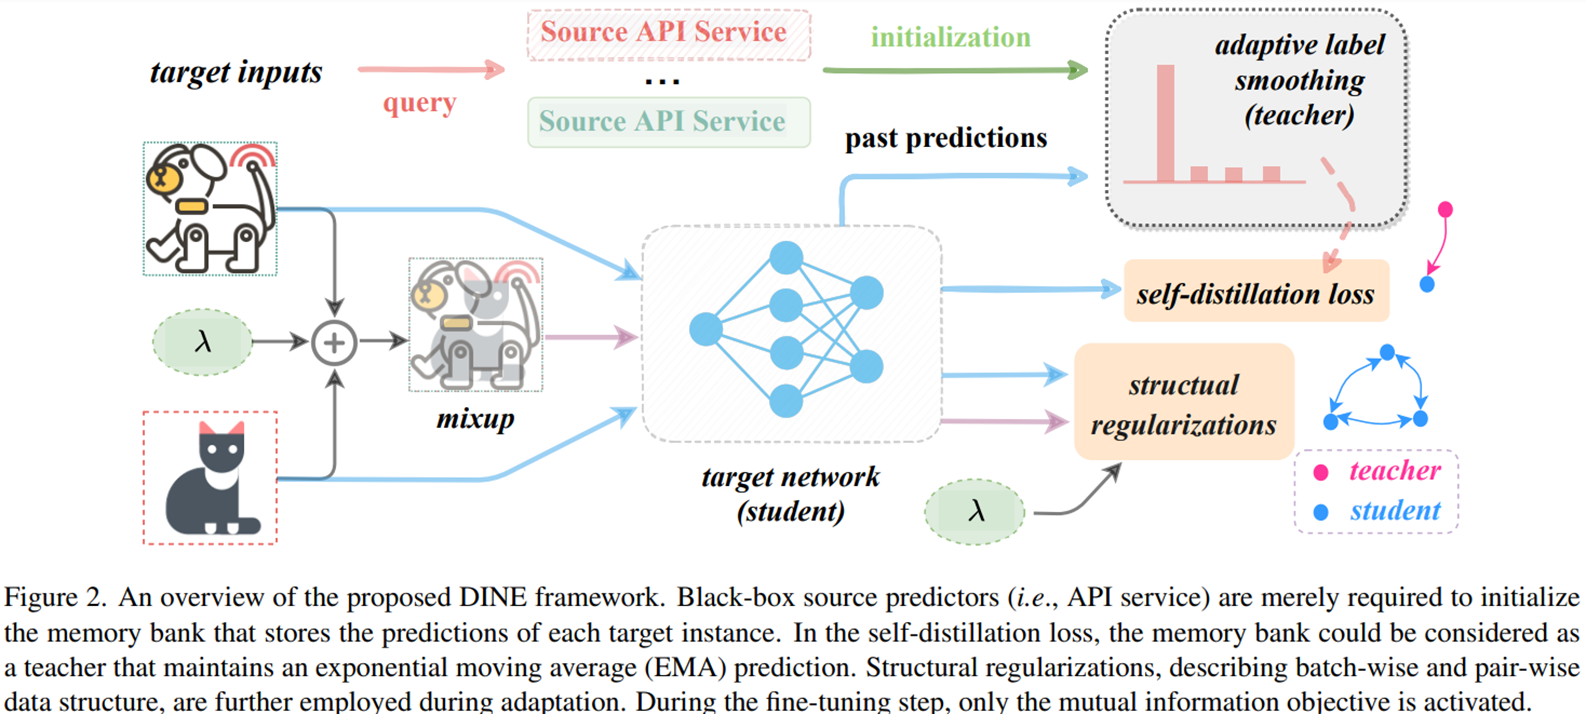 target inputs
query
Source API Service
...
Source API Service
initialization
past predictions
adaptive label
smoothing
(teacher)
λ
mixup
target network
(student)
self-distillation loss
structual
regularizations
λ
teacher
student
Figure 2. An overview of the proposed DINE framework. Black-box source predictors (i.e., API service) are merely required to initialize
the memory bank that stores the predictions of each target instance. In the self-distillation loss, the memory bank could be considered as
a teacher that maintains an exponential moving average (EMA) prediction. Structural regularizations, describing batch-wise and pair-wise
data structure, are further employed during adaptation. During the fine-tuning step, only the mutual information objective is activated.